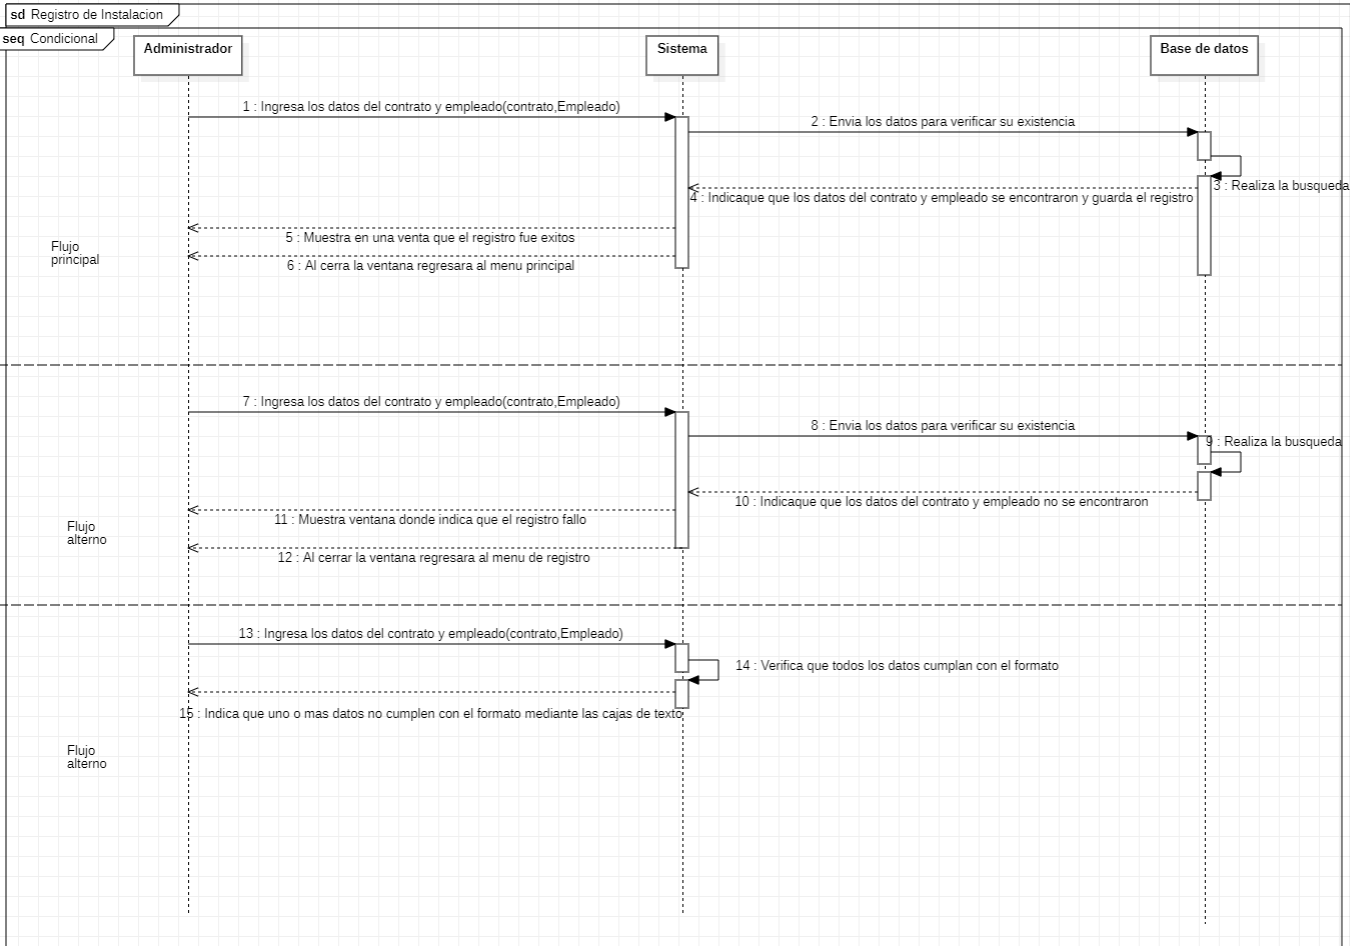 sd Registro de Instalacion
seq Condicional
Administrador
Sistema
Base de datos
1 : Ingresa los datos del contrato y empleado(contrato,Empleado)
2 : Envia los datos para verificar su existencia
3 : Realiza la busqueda
4 : Indicaque que los datos del contrato y empleado se encontraron y guarda el registro
5 : Muestra en una venta que el registro fue exitos
Flujo
principal
6 : Al cerra la ventana regresara al menu principal
7 : Ingresa los datos del contrato y empleado(contrato,Empleado)
8 : Envia los datos para verificar su existencia
9 : Realiza la busqueda
10 : Indicaque que los datos del contrato y empleado no se encontraron
11 : Muestra ventana donde indica que el registro fallo
Flujo
alterno
12 : Al cerrar la ventana regresara al menu de registro
13 : Ingresa los datos del contrato y empleado(contrato,Empleado)
14 : Verifica que todos los datos cumplan con el formato
15 : Indica que uno o mas datos no cumplen con el formato mediante las cajas de texto
Flujo
alterno